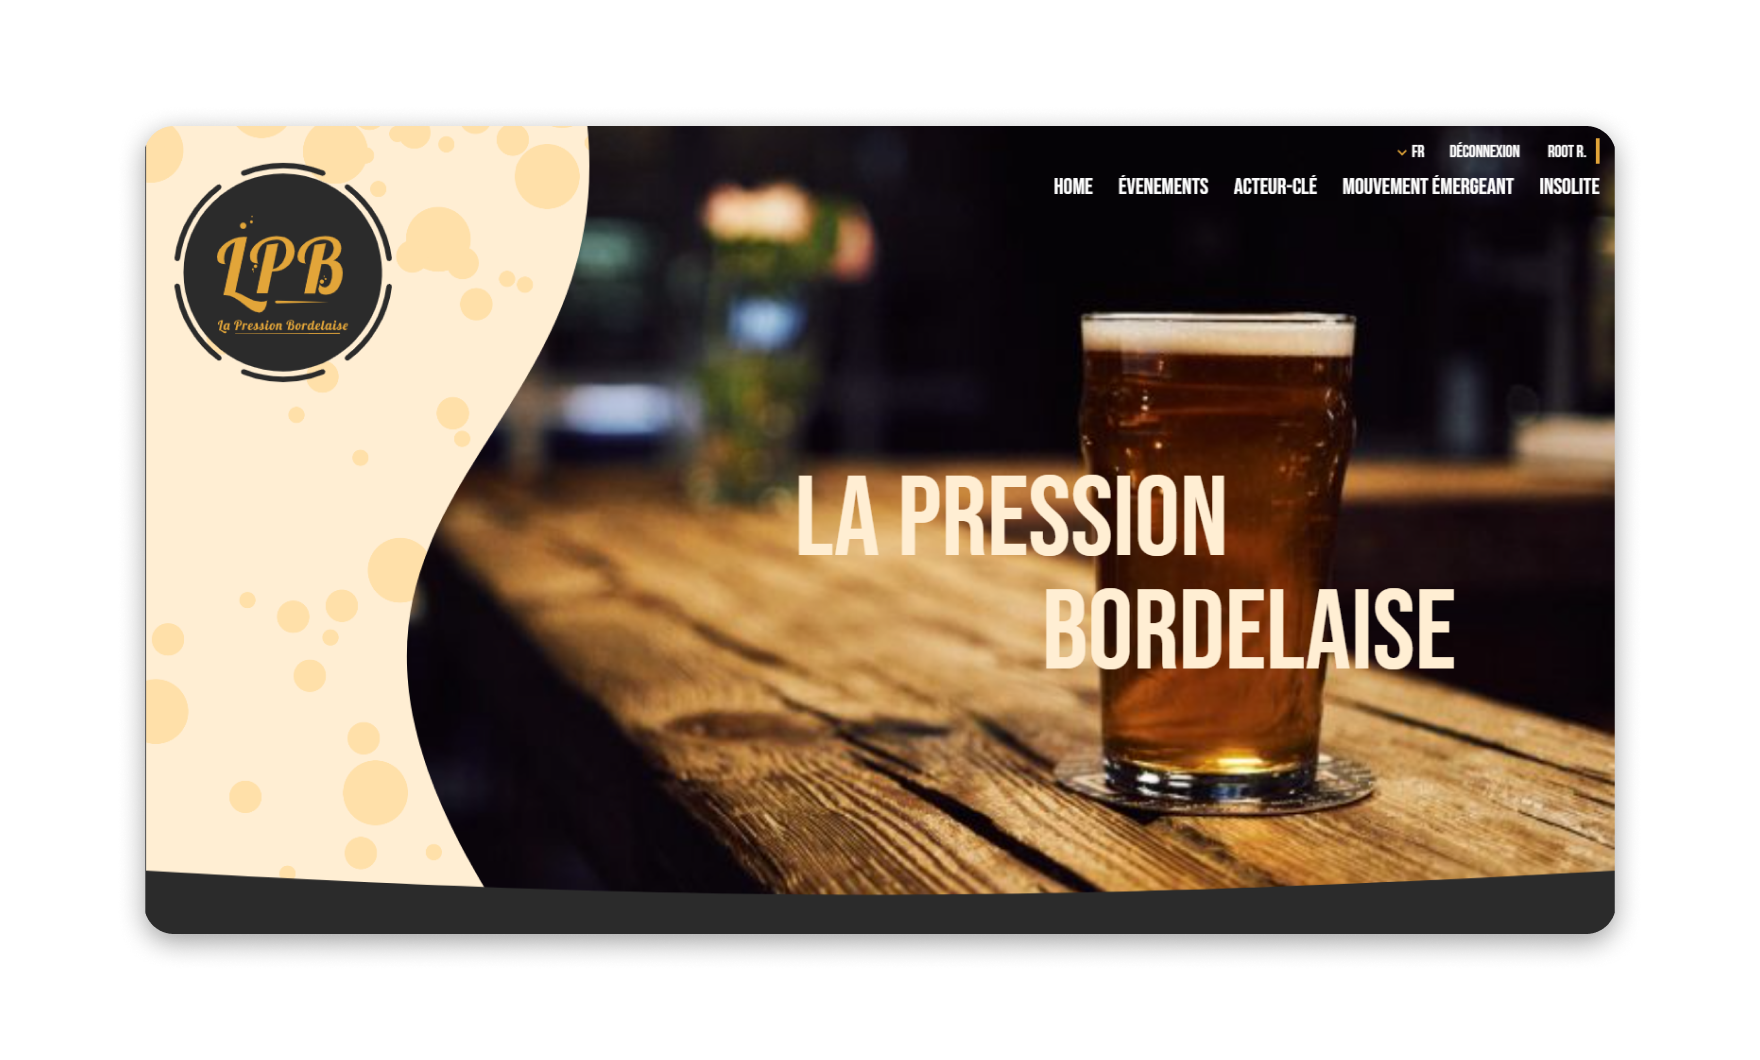 LPB
La Pression Bordelaise
FR DÉCONNEXION ROOT R.
HOME ÉVENEMENTS ACTEUR-CLÉ MOUVEMENT ÉMERGEANT INSOLITE
LA PRESSION
BORDELAISE